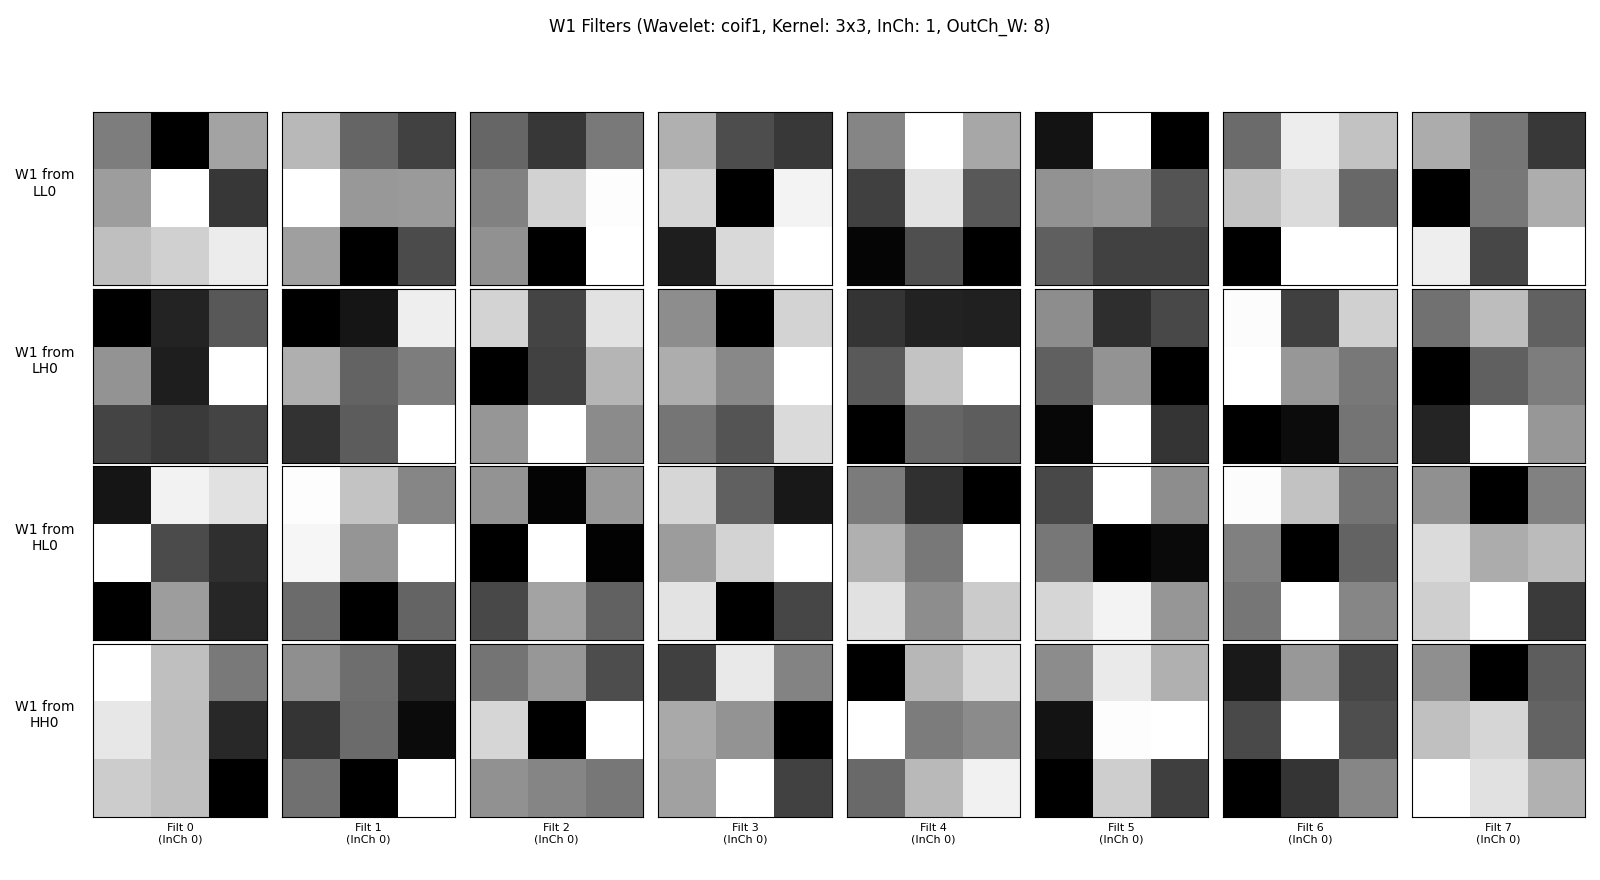 W1 Filters (Wavelet: coif1, Kernel: 3x3, InCh: 1, OutCh_W: 8)
W1 from
LL0
W1 from
LH0
W1 from
HL0
W1 from
HH0
Filt 0
(InCh 0)
Filt 1
(InCh 0)
Filt 2
(InCh 0)
Filt 3
(InCh 0)
Filt 4
(InCh 0)
Filt 5
(InCh 0)
Filt 6
(InCh 0)
Filt 7
(InCh 0)